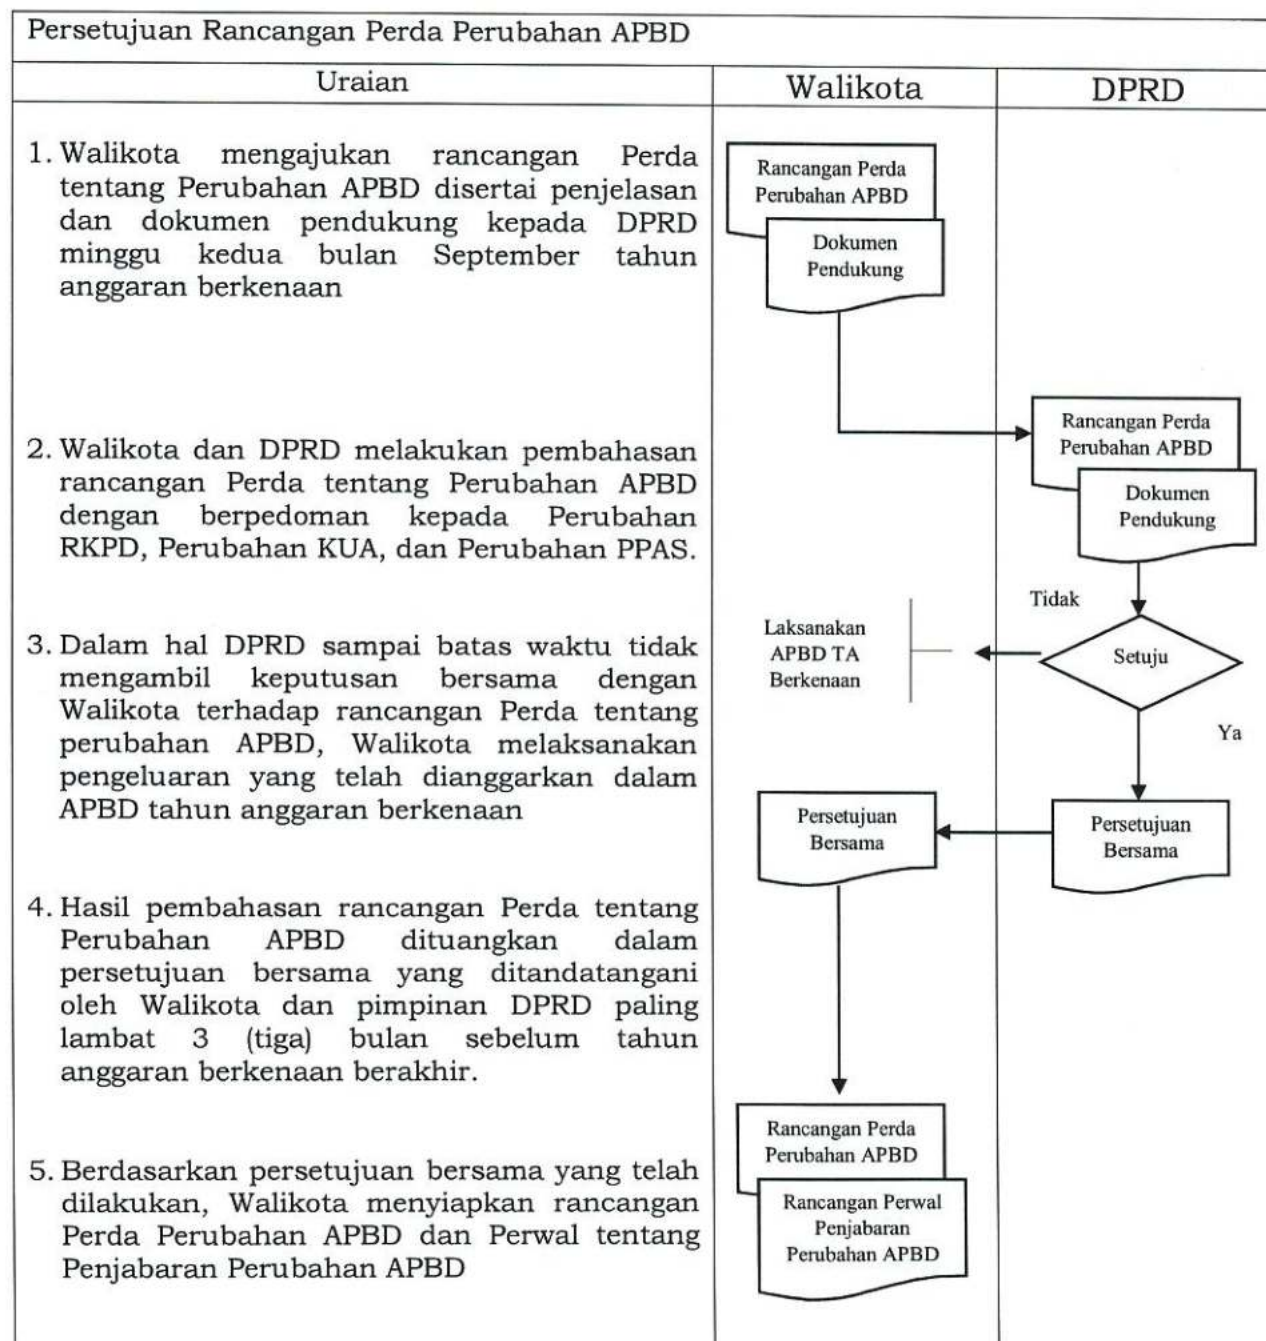 Persetujuan Rancangan Perda Perubahan APBD
Uraian
Walikota
DPRD
1. Walikota mengajukan rancangan Perda
tentang Perubahan APBD disertai penjelasan
dan dokumen pendukung kepada DPRD
minggu kedua bulan September tahun
anggaran berkenaan
2. Walikota dan DPRD melakukan pembahasan
rancangan Perda tentang Perubahan APBD
dengan berpedoman kepada Perubahan
RKPD, Perubahan KUA, dan Perubahan PPAS.
3. Dalam hal DPRD sampai batas waktu tidak
mengambil keputusan bersama dengan
Walikota terhadap rancangan Perda tentang
perubahan APBD, Walikota melaksanakan
pengeluaran yang telah dianggarkan dalam
APBD tahun anggaran berkenaan
4. Hasil pembahasan rancangan Perda tentang
Perubahan APBD dituangkan dalam
persetujuan bersama yang ditandatangani
oleh Walikota dan pimpinan DPRD paling
lambat 3 (tiga) bulan sebelum tahun
anggaran berkenaan berakhir.
5. Berdasarkan persetujuan bersama yang telah
dilakukan, Walikota menyiapkan rancangan
Perda Perubahan APBD dan Perwal tentang
Penjabaran Perubahan APBD
Rancangan Perda
Perubahan APBD
Dokumen
Pendukung
Rancangan Perda
Perubahan APBD
Dokumen
Pendukung
Tidak
Setuju
Ya
Laksanakan
APBD TA
Berkenaan
Persetujuan
Bersama
Persetujuan
Bersama
Rancangan Perda
Perubahan APBD
Rancangan Perwal
Penjabaran
Perubahan APBD